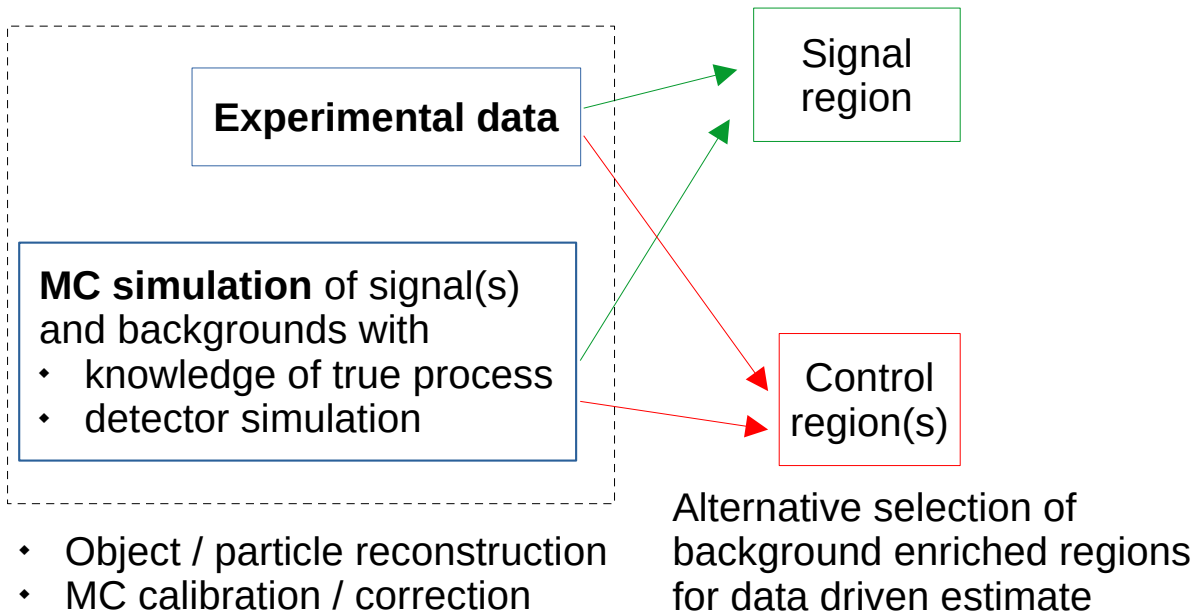 Experimental data
MC simulation of signal(s)
and backgrounds with
knowledge of true process
detector simulation
Object / particle reconstruction
MC calibration / correction
Signal
region
Control
region(s)
Alternative selection of
background enriched regions
for data driven estimate